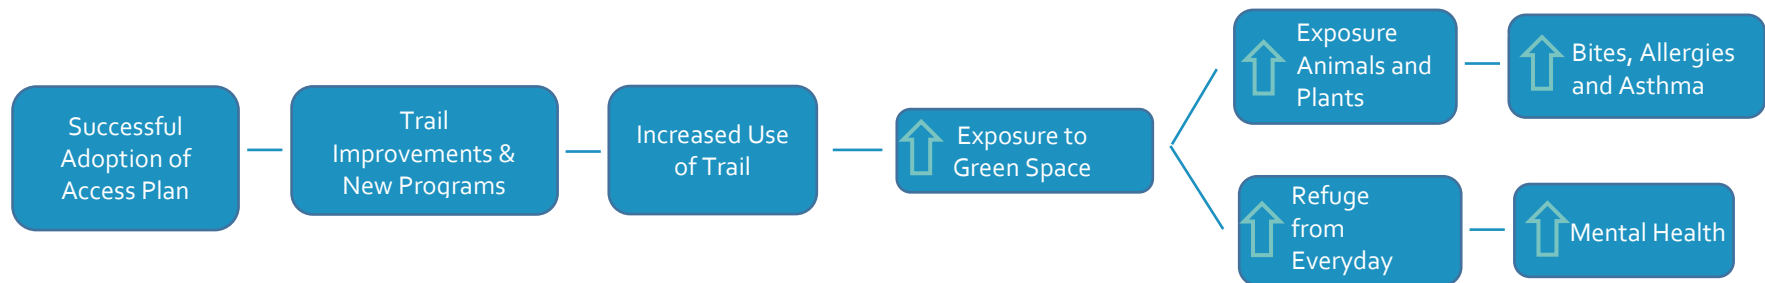 Successful
Adoption of
Access Plan
Trail
Improvements &
New Programs
Increased Use
of Trail
Exposure to
Green Space
Exposure
Animals and
Plants
Bites, Allergies
and Asthma
Refuge
from
Everyday
Mental Health